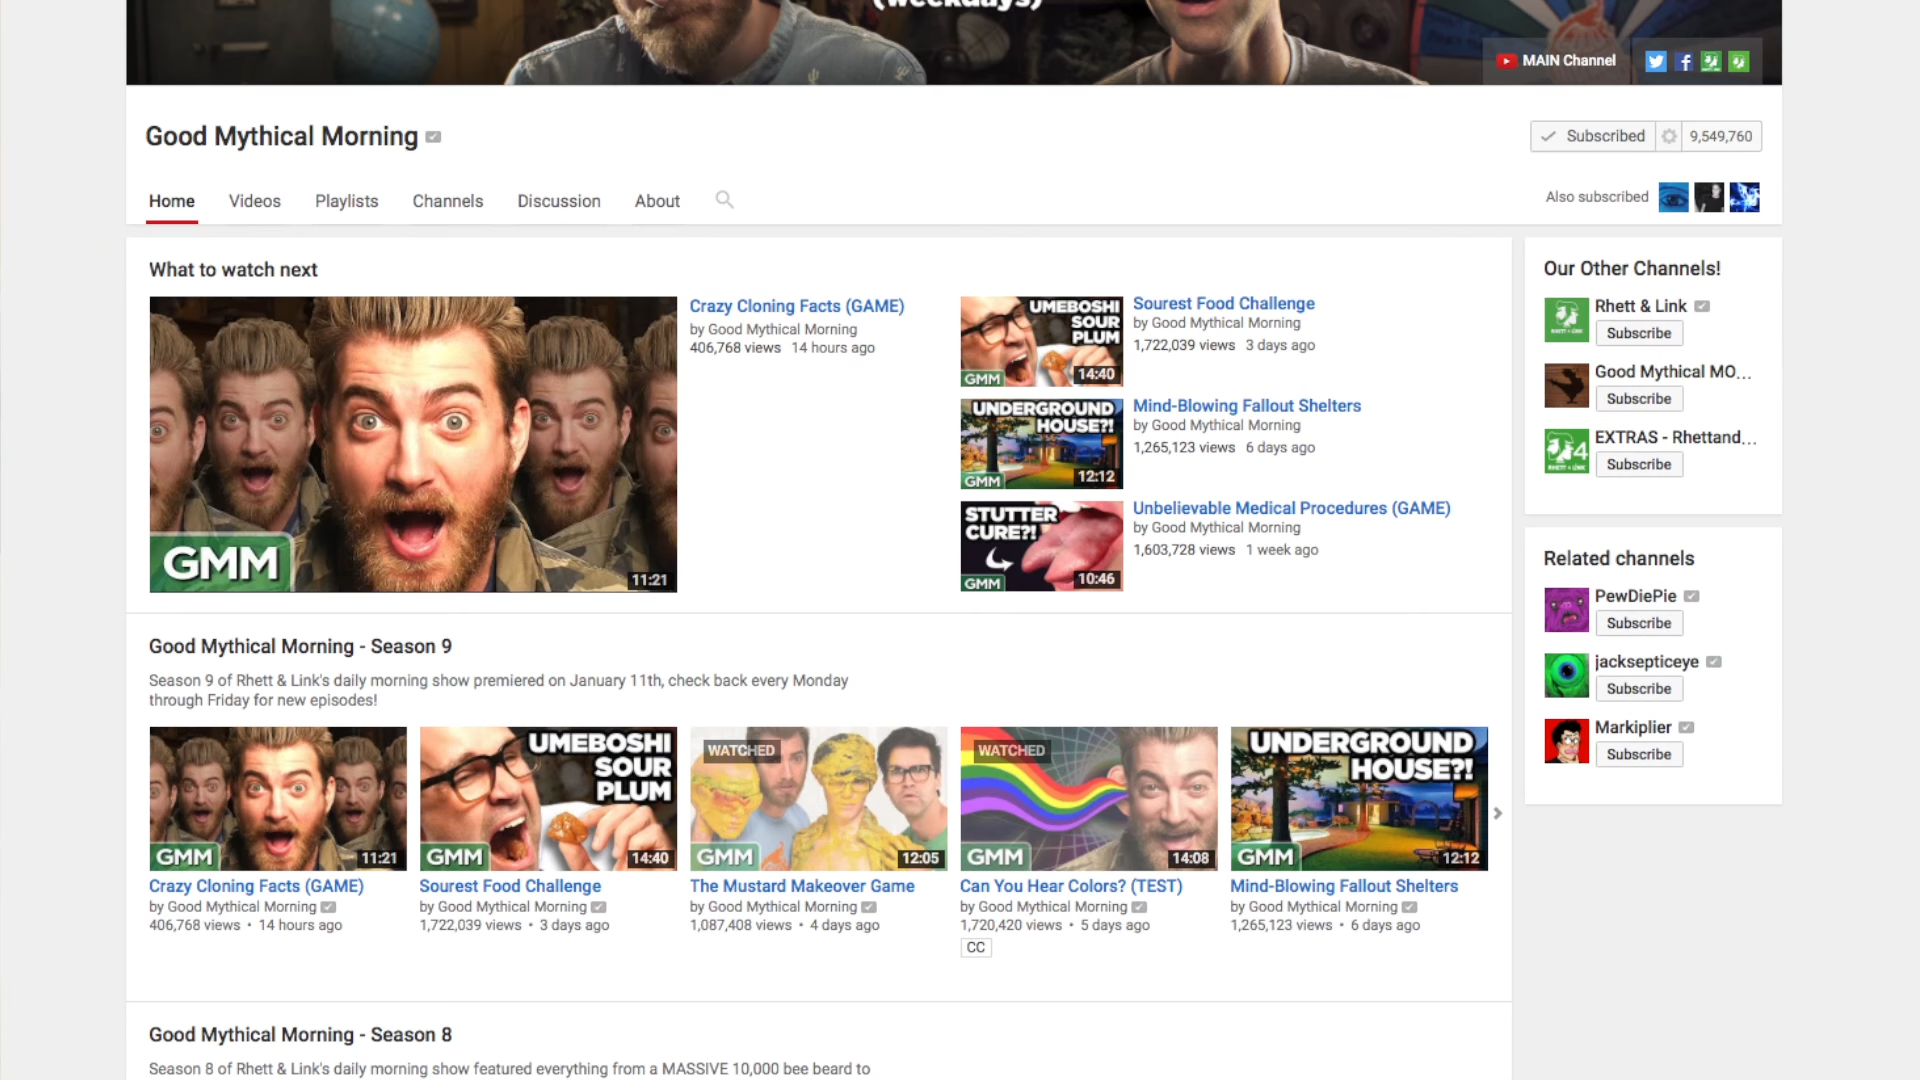 (weekdays)
MAIN Channel
Good Mythical Morning
Subscribed 9,549,760
Home Videos Playlists Channels Discussion About
Also subscribed
What to watch next
GMM
11:21
Crazy Cloning Facts (GAME)
by Good Mythical Morning
406,768 views 14 hours ago
UMEBOSHI
SOUR
PLUM
GMM
14:40
Sourest Food Challenge
by Good Mythical Morning
1,722,039 views 3 days ago
UNDERGROUND
HOUSE?!
GMM
12:12
Mind-Blowing Fallout Shelters
by Good Mythical Morning
1,265,123 views 6 days ago
STUTTER
CURE?!
GMM
10:46
Unbelievable Medical Procedures (GAME)
by Good Mythical Morning
1,603,728 views 1 week ago
Our Other Channels!
RHETT & LINK
Rhett & Link
Subscribe
Good Mythical MO...
Subscribe
4
RHETT & LINK
EXTRAS - Rhettand...
Subscribe
Related channels
PewDiePie
Subscribe
jacksepticeye
Subscribe
Markiplier
Subscribe
Good Mythical Morning - Season 9
Season 9 of Rhett & Link's daily morning show premiered on January 11th, check back every Monday
through Friday for new episodes!
GMM
11:21
Crazy Cloning Facts (GAME)
by Good Mythical Morning
406,768 views • 14 hours ago
UMEBOSHI
SOUR
PLUM
GMM
14:40
Sourest Food Challenge
by Good Mythical Morning
1,722,039 views • 3 days ago
WATCHED
GMM
12:05
The Mustard Makeover Game
by Good Mythical Morning
1,087,408 views • 4 days ago
WATCHED
GMM
14:08
Can You Hear Colors? (TEST)
by Good Mythical Morning
1,720,420 views • 5 days ago
CC
UNDERGROUND
HOUSE?!
GMM
12:12
Mind-Blowing Fallout Shelters
by Good Mythical Morning
1,265,123 views • 6 days ago
Good Mythical Morning - Season 8
Season 8 of Rhett & Link's daily morning show featured everything from a MASSIVE 10,000 bee beard to